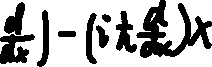 d/dx ) - (iħ d/dx) x